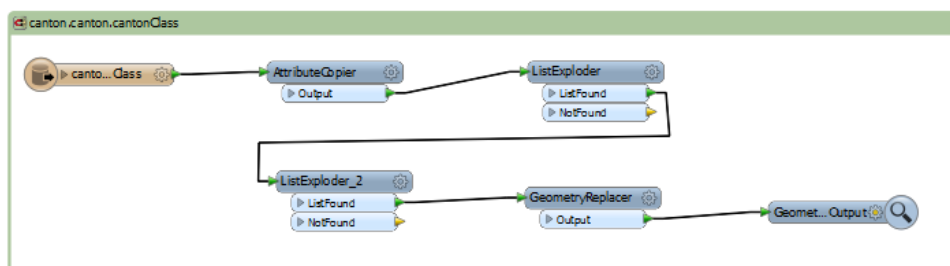 canton.canton.cantonClass
canto...Class
AttributeCopier
Output
ListExploder
ListFound
NotFound
ListExploder_2
ListFound
NotFound
GeometryReplacer
Output
Geomet...Output